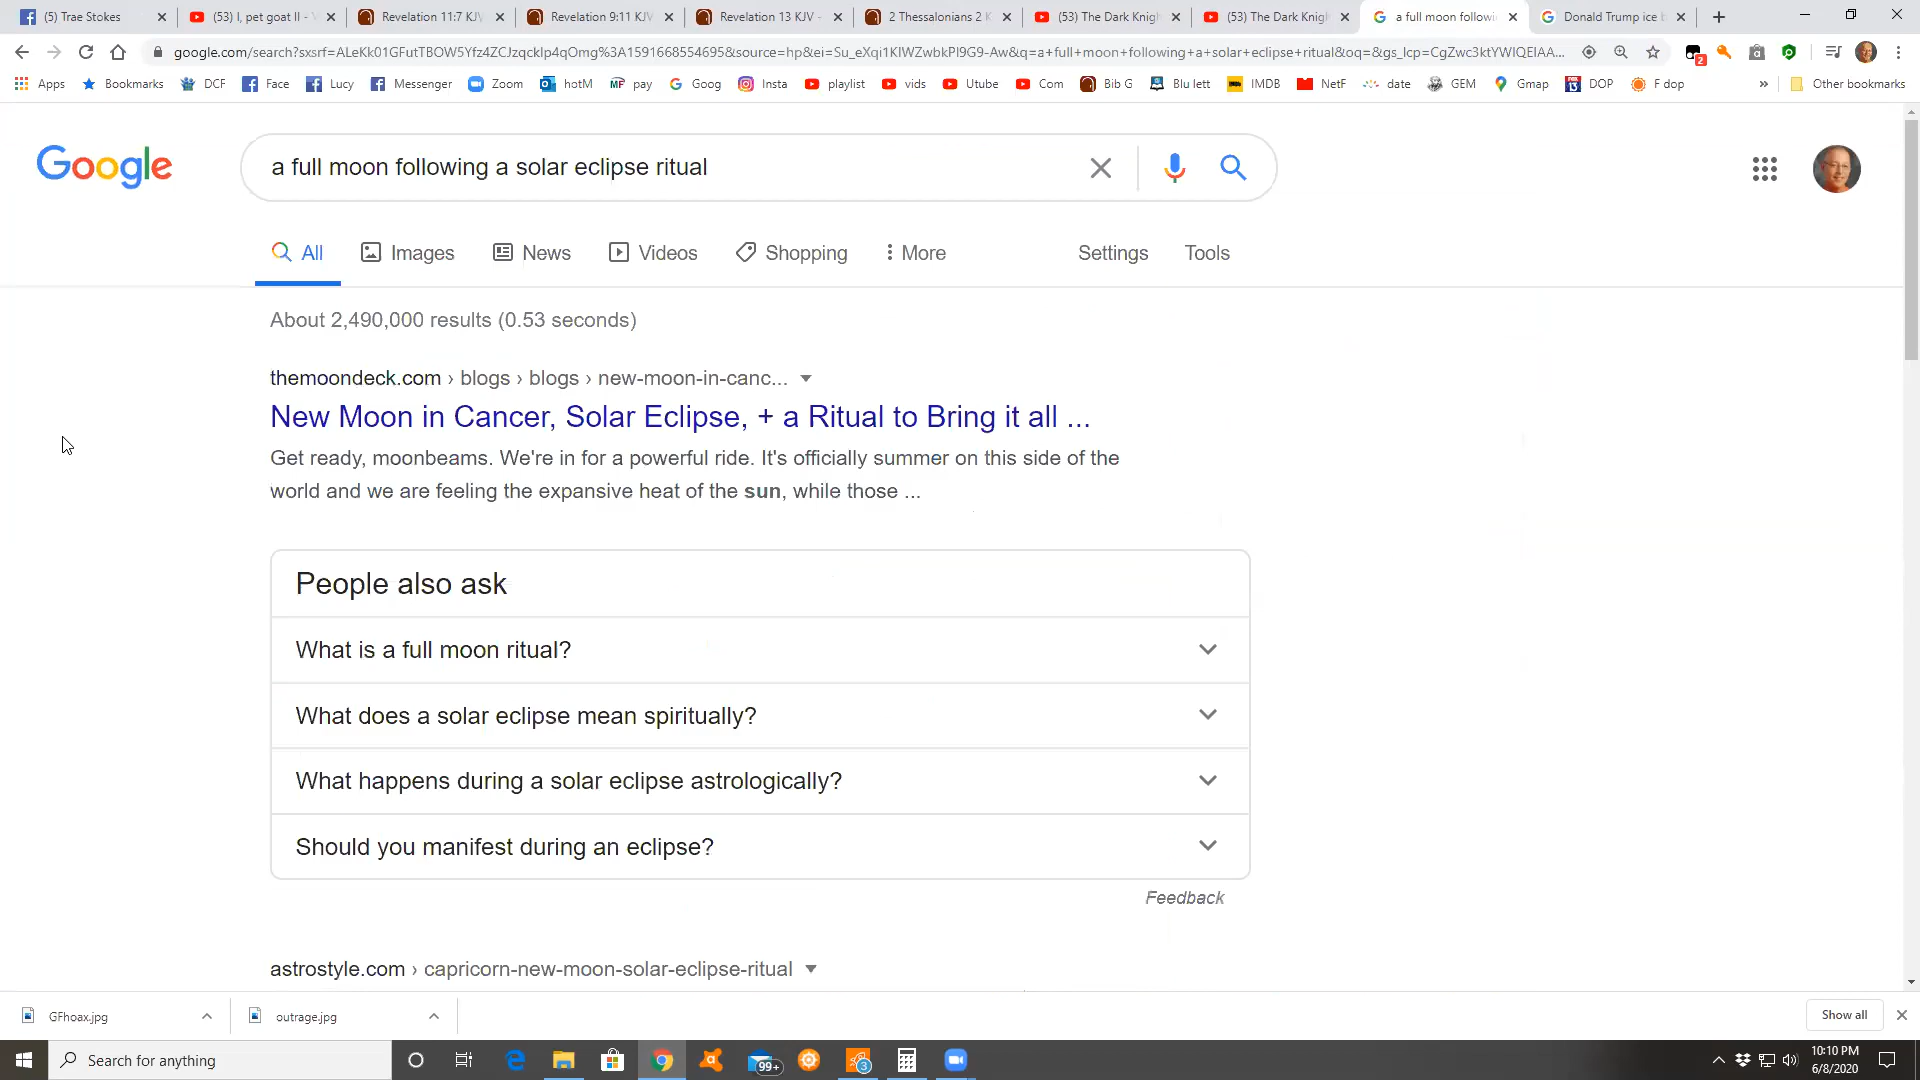 (5) Trae Stokes
(53) I, pet goat II -
Revelation 11:7 KJV
Revelation 9:11 KJV
Revelation 13 KJV -
2 Thessalonians 2 K
(53) The Dark Knigh
(53) The Dark Knigh
a full moon followi
Donald Trump ice b
google.com/search?sxsrf=ALeKk01GFutTBOW5Yfz4ZCJzqcklp4qOmg%3A1591668554695&source=hp&ei=Su_eXqi1KIWZwbkPl9G9-Aw&q=a+full+moon+following+a+solar+eclipse+ritual&oq=&gs_lcp=CgZwc3ktYWIQEIAA...
2
Apps
Bookmarks
DCF
Face
Lucy
Messenger
Zoom
hotM
pay
Goog
Insta
playlist
vids
Utube
Com
Bib G
Blu lett
IMDB
NetF
date
GEM
Gmap
DOP
F dop
»
Other bookmarks
Google
a full moon following a solar eclipse ritual
All
Images
News
Videos
Shopping
More
Settings
Tools
About 2,490,000 results (0.53 seconds)
themoondeck.com › blogs › blogs › new-moon-in-canc...
New Moon in Cancer, Solar Eclipse, + a Ritual to Bring it all ...
Get ready, moonbeams. We're in for a powerful ride. It's officially summer on this side of the
world and we are feeling the expansive heat of the sun, while those ...
People also ask
What is a full moon ritual?
What does a solar eclipse mean spiritually?
What happens during a solar eclipse astrologically?
Should you manifest during an eclipse?
Feedback
astrostyle.com › capricorn-new-moon-solar-eclipse-ritual
GFhoax.jpg
outrage.jpg
Show all
Search for anything
99+
3
10:10 PM
6/8/2020